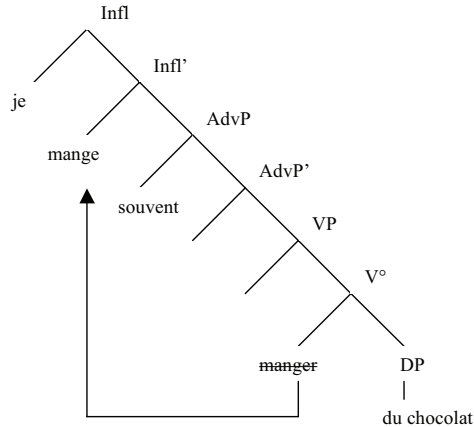 Infl
Infl’
je
AdvP
mange
AdvP’
souvent
VP
V°
manger
DP
du chocolat